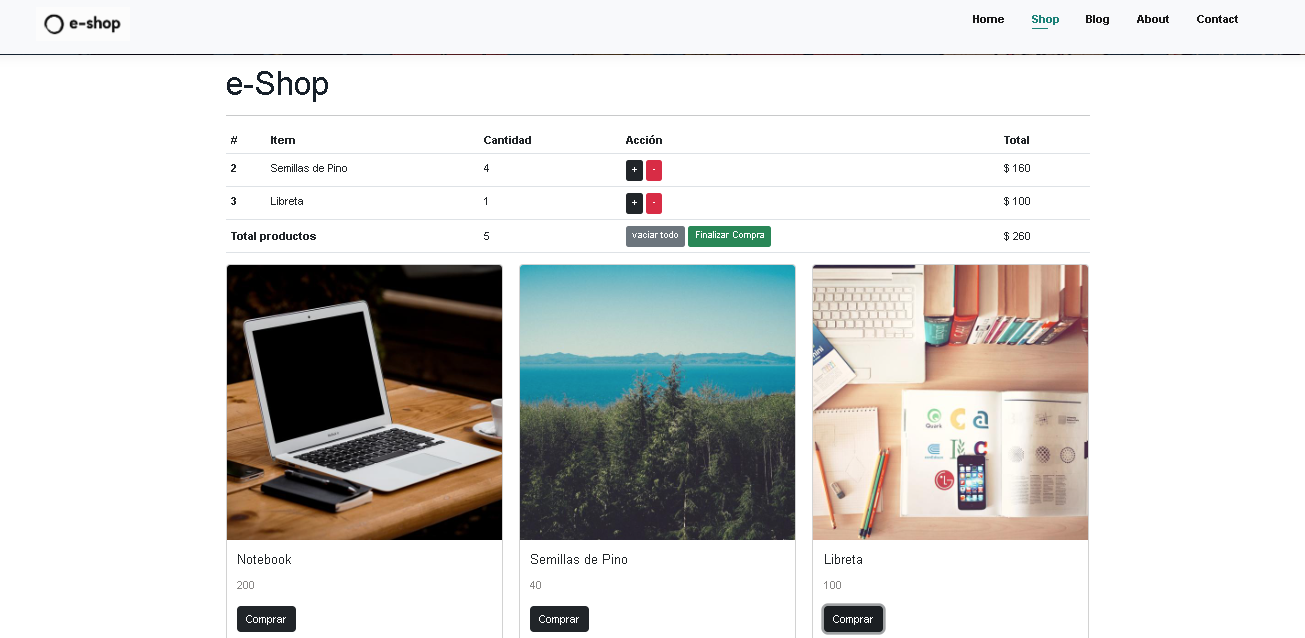 e-shop
Home Shop Blog About Contact
e-Shop
# Item Cantidad Acción Total
2 Semillas de Pino 4 + - $ 160
3 Libreta 1 + - $ 100
Total productos 5 vaciar todo Finalizar Compra $ 260
Quark
Notebook
200
Comprar
Semillas de Pino
40
Comprar
Libreta
100
Comprar